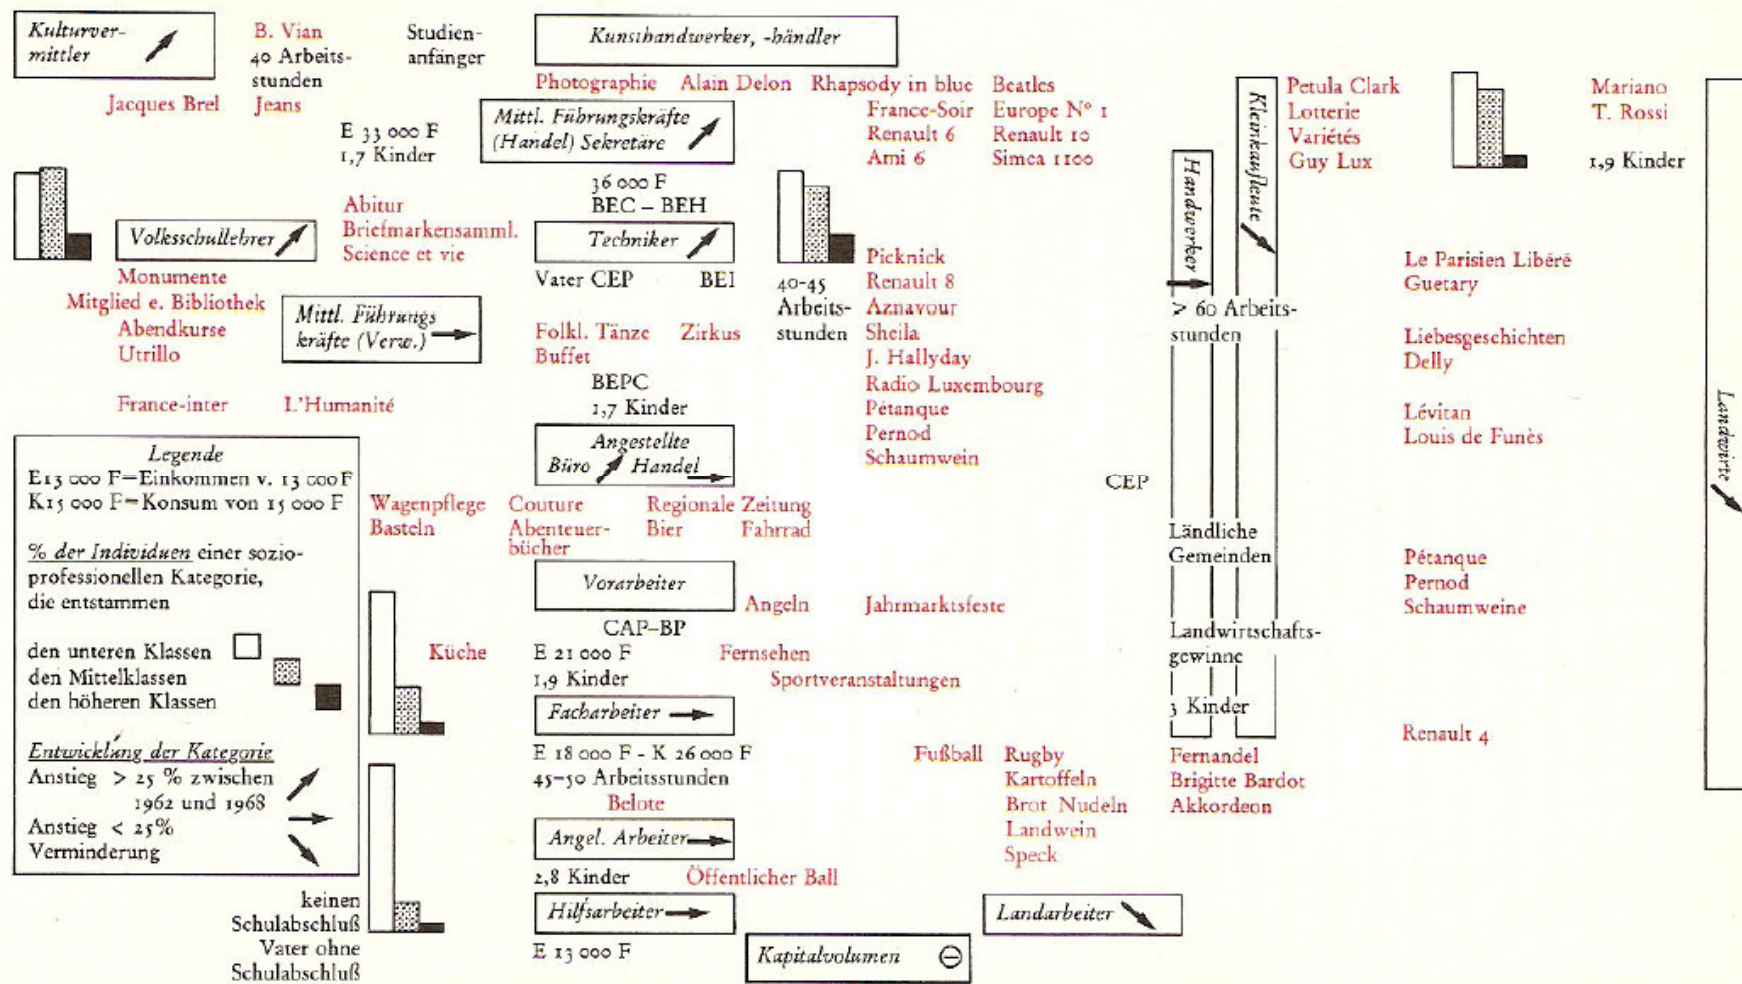 Kulturver-
mittler
B. Vian
40 Arbeits-
stunden
Jeans
Jacques Brel
Studien-
anfänger
Kunsthandwerker, -händler
Photographie
Alain Delon
Rhapsody in blue
Beatles
France-Soir
Europe N° 1
Renault 6
Renault 10
Ami 6
Simca 1100
E 33 000 F
1,7 Kinder
Mittl. Führungskräfte
(Handel) Sekretäre
36 000 F
BEC – BEH
Abitur
Briefmarkensamml.
Science et vie
Volksschullehrer
Techniker
Vater CEP
BEI
Monumente
Mitglied e. Bibliothek
Abendkurse
Utrillo
Mittl. Führungs
kräfte (Verw.)
Folkl. Tänze
Zirkus
Buffet
40-45
Arbeits-
stunden
Picknick
Renault 8
Aznavour
Sheila
J. Hallyday
Radio Luxembourg
Pétanque
Pernod
Schaumwein
France-inter
L'Humanité
BEPC
1,7 Kinder
Angestellte
Büro
Handel
Handwerker
Kleinkaufleute
> 60 Arbeits-
stunden
CEP
Ländliche
Gemeinden
Landwirtschafts-
gewinne
3 Kinder
Petula Clark
Lotterie
Variétés
Guy Lux
Mariano
T. Rossi
1,9 Kinder
Le Parisien Libéré
Guetary
Liebesgeschichten
Delly
Lévitan
Louis de Funès
Pétanque
Pernod
Schaumweine
Renault 4
Landwirte
Legende
E13 000 F=Einkommen v. 13 000 F
K15 000 F=Konsum von 15 000 F
% der Individuen einer sozio-
professionellen Kategorie,
die entstammen
den unteren Klassen
den Mittelklassen
den höheren Klassen
Entwicklung der Kategorie
Anstieg > 25 % zwischen
1962 und 1968
Anstieg < 25%
Verminderung
Wagenpflege
Couture
Regionale Zeitung
Basteln
Abenteuer-
bücher
Bier
Fahrrad
Vorarbeiter
Angeln
Jahrmarktsfeste
CAP–BP
Küche
E 21 000 F
Fernsehen
1,9 Kinder
Sportveranstaltungen
Facharbeiter
E 18 000 F - K 26 000 F
45–50 Arbeitsstunden
Belote
Fußball
Rugby
Kartoffeln
Brot Nudeln
Landwein
Speck
Fernandel
Brigitte Bardot
Akkordeon
Angel. Arbeiter
2,8 Kinder
Öffentlicher Ball
keinen
Schulabschluß
Vater ohne
Schulabschluß
Hilfsarbeiter
E 13 000 F
Landarbeiter
Kapitalvolumen ⊖